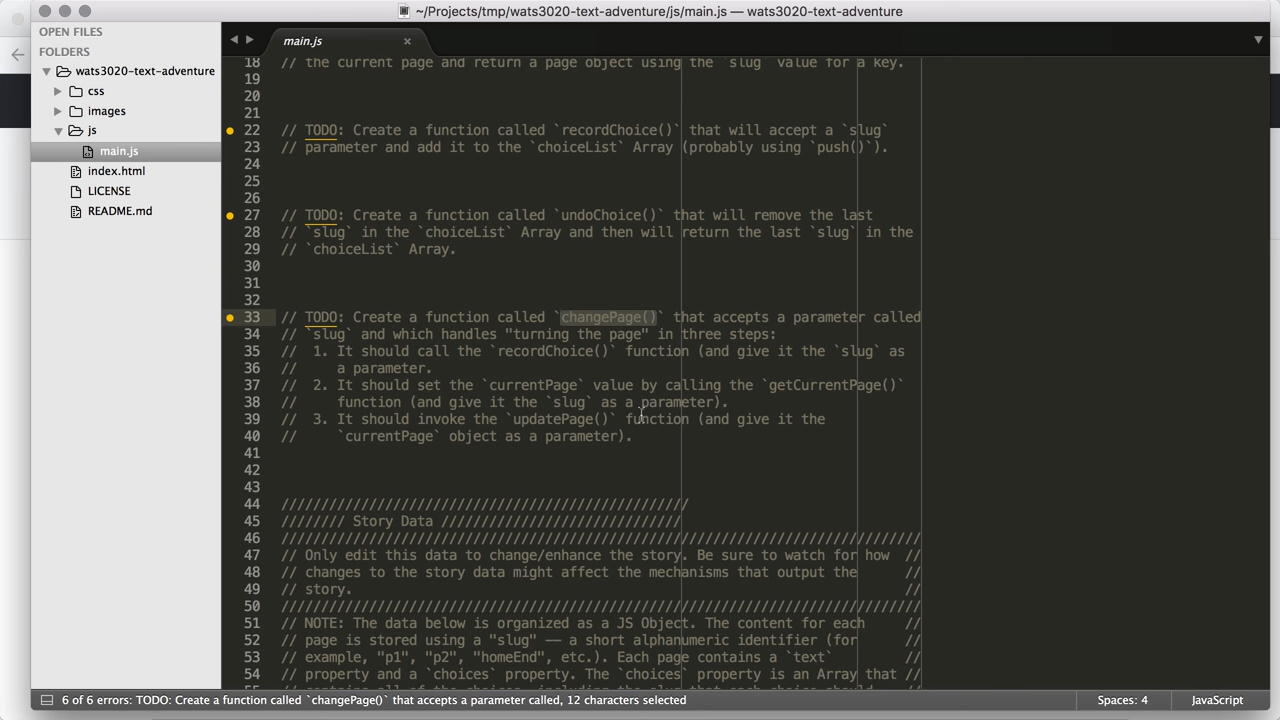 ~/Projects/tmp/wats3020-text-adventure/js/main.js — wats3020-text-adventure
OPEN FILES
FOLDERS
wats3020-text-adventure
css
images
js
main.js
index.html
LICENSE
README.md
main.js ×
18 // the current page and return a page object using the `slug` value for a key.
19
20
21
22 // TODO: Create a function called `recordChoice()` that will accept a `slug`
23 // parameter and add it to the `choiceList` Array (probably using `push()`).
24
25
26
27 // TODO: Create a function called `undoChoice()` that will remove the last
28 // `slug` in the `choiceList` Array and then will return the last `slug` in the
29 // `choiceList` Array.
30
31
32
33 // TODO: Create a function called `changePage()` that accepts a parameter called
34 // `slug` and which handles "turning the page" in three steps:
35 //  1. It should call the `recordChoice()` function (and give it the `slug` as
36 //     a parameter.
37 //  2. It should set the `currentPage` value by calling the `getCurrentPage()`
38 //     function (and give it the `slug` as a parameter).
39 //  3. It should invoke the `updatePage()` function (and give it the
40 //     `currentPage` object as a parameter).
41
42
43
44 ///////////////////////////////////////////////////
45 //////// Story Data //////////////////////////////
46 ////////////////////////////////////////////////////////////////////////////////
47 // Only edit this data to change/enhance the story. Be sure to watch for how //
48 // changes to the story data might affect the mechanisms that output the //
49 // story. //
50 ////////////////////////////////////////////////////////////////////////////////
51 // NOTE: The data below is organized as a JS Object. The content for each //
52 // page is stored using a "slug" -- a short alphanumeric identifier (for //
53 // example, "p1", "p2", "homeEnd", etc.). Each page contains a `text` //
54 // property and a `choices` property. The `choices` property is an Array that //
6 of 6 errors: TODO: Create a function called `changePage()` that accepts a parameter called, 12 characters selected
Spaces: 4
JavaScript